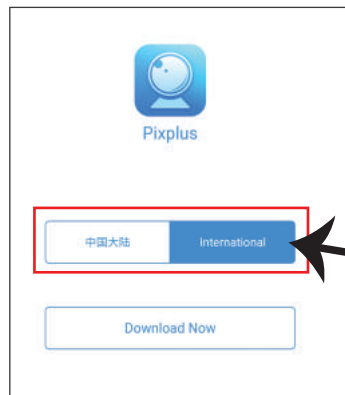 Pixplus
中国大陆 International
Download Now